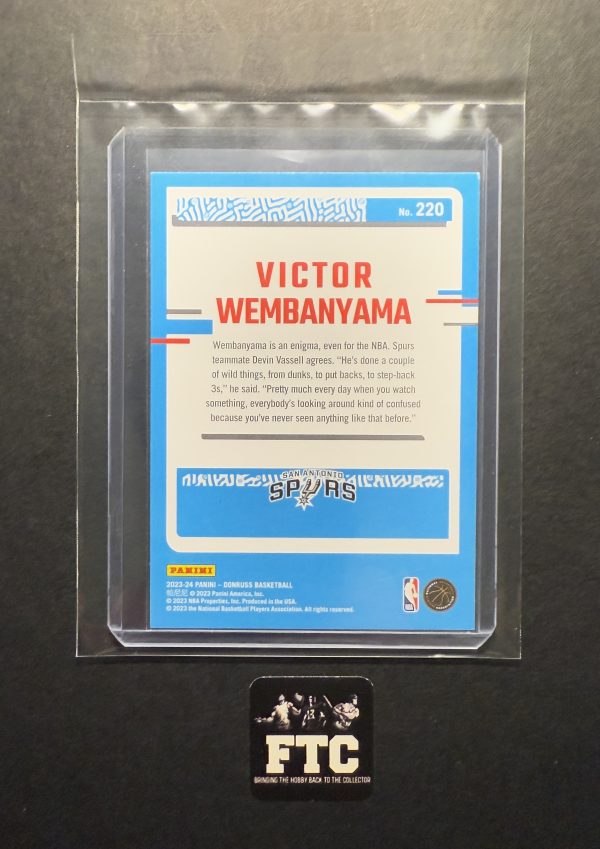 No. 220
VICTOR
WEMBANYAMA
Wembanyama is an enigma, even for the NBA. Spurs
teammate Devin Vassell agrees. “He's done a couple
of wild things, from dunks, to put backs, to step-back
3s,” he said. “Pretty much every day when you watch
something, everybody's looking around kind of confused
because you've never seen anything like that before.”
SAN ANTONIO
SPURS
PANINI
2023-24 PANINI – DONRUSS BASKETBALL
帕尼尼 © 2023 Panini America, Inc.
© 2023 NBA Properties, Inc. Produced in the USA.
© 2023 the National Basketball Players Association. All rights reserved.
FTC
BRINGING THE HOBBY BACK TO THE COLLECTOR